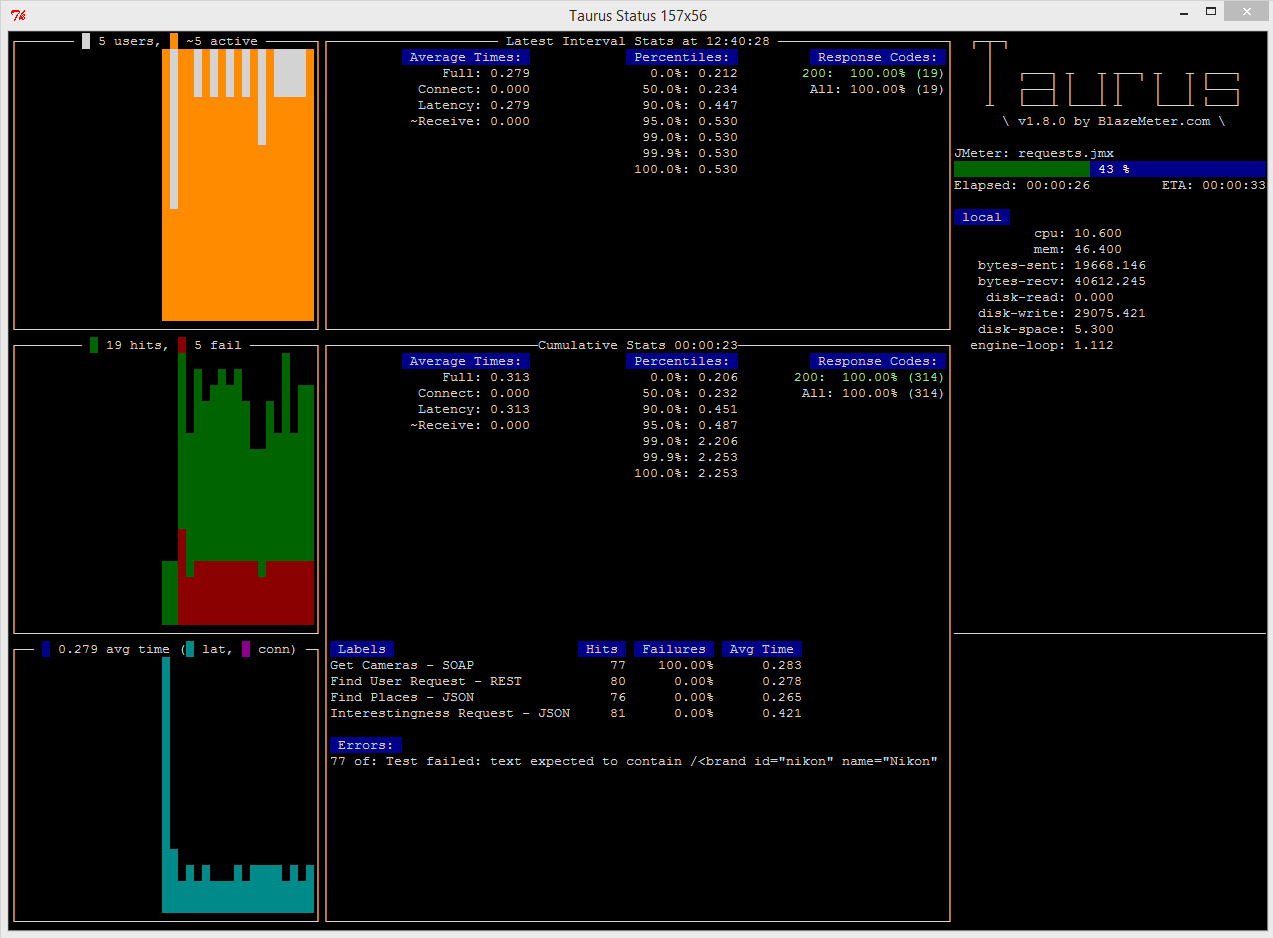 Taurus Status 157x56
5 users, ~5 active
Latest Interval Stats at 12:40:28
Average Times:
Full: 0.279
Connect: 0.000
Latency: 0.279
~Receive: 0.000
Percentiles:
0.0%: 0.212
50.0%: 0.234
90.0%: 0.447
95.0%: 0.530
99.0%: 0.530
99.9%: 0.530
100.0%: 0.530
Response Codes:
200: 100.00% (19)
All: 100.00% (19)
Taurus
\ v1.8.0 by BlazeMeter.com \
JMeter: requests.jmx
43 %
Elapsed: 00:00:26 ETA: 00:00:33
local
cpu: 10.600
mem: 46.400
bytes-sent: 19668.146
bytes-recv: 40612.245
disk-read: 0.000
disk-write: 29075.421
disk-space: 5.300
engine-loop: 1.112
19 hits, 5 fail
Cumulative Stats 00:00:23
Average Times:
Full: 0.313
Connect: 0.000
Latency: 0.313
~Receive: 0.000
Percentiles:
0.0%: 0.206
50.0%: 0.232
90.0%: 0.451
95.0%: 0.487
99.0%: 2.206
99.9%: 2.253
100.0%: 2.253
Response Codes:
200: 100.00% (314)
All: 100.00% (314)
0.279 avg time ( lat, conn)
Labels Hits Failures Avg Time
Get Cameras - SOAP 77 100.00% 0.283
Find User Request - REST 80 0.00% 0.278
Find Places - JSON 76 0.00% 0.265
Interestingness Request - JSON 81 0.00% 0.421
Errors:
77 of: Test failed: text expected to contain /<brand id="nikon" name="Nikon"